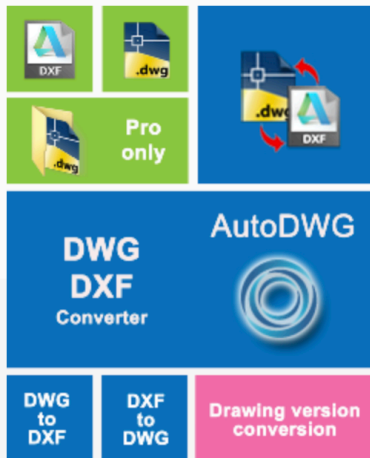 DXF
.dwg
.dwg
DXF
.dwg
Pro
only
DWG
DXF
Converter
AutoDWG
DWG
to
DXF
DXF
to
DWG
Drawing version
conversion